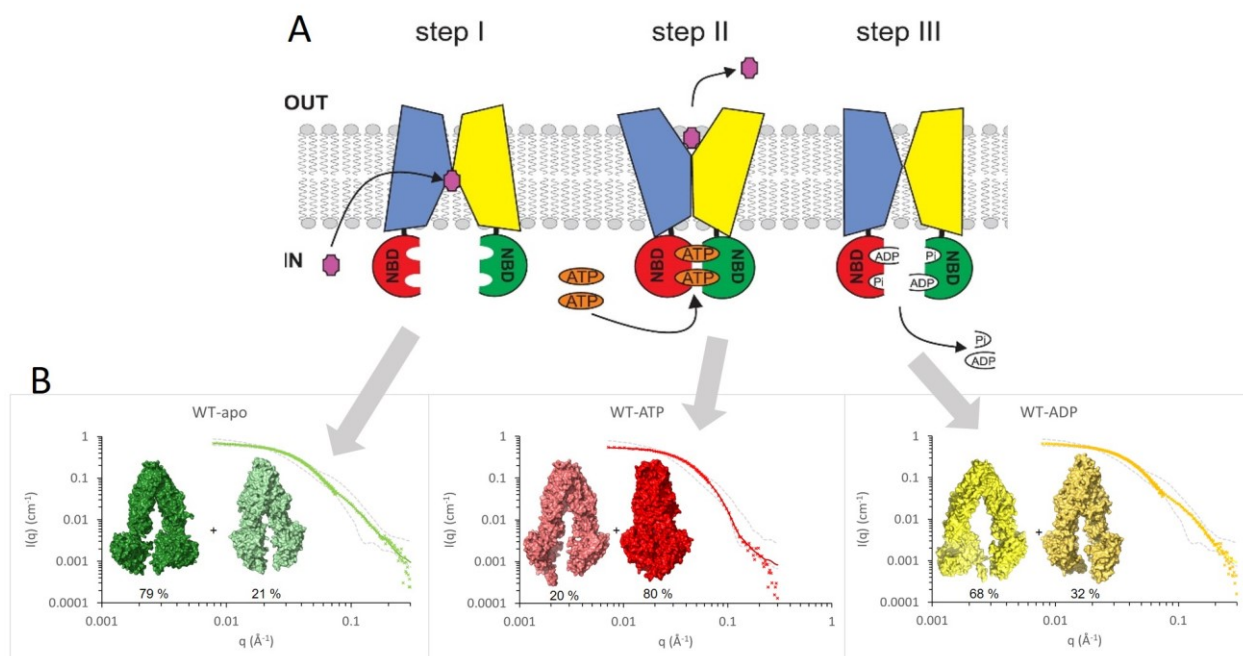 A
step I
step II
step III
OUT
IN
NBD
NBD
ATP
ATP
NBD
ATP
ATP
NBD
NBD
ADP
Pi
Pi
ADP
NBD
Pi
ADP
B
WT-apo
I(q) (cm⁻¹)
1
0.1
0.01
0.001
0.0001
+
79 %
21 %
0.001
0.01
0.1
q (Å⁻¹)
WT-ATP
I(q) (cm⁻¹)
1
0.1
0.01
0.001
0.0001
+
20 %
80 %
0.001
0.01
0.1
1
q (Å⁻¹)
WT-ADP
I(q) (cm⁻¹)
1
0.1
0.01
0.001
0.0001
+
68 %
32 %
0.001
0.01
0.1
q (Å⁻¹)